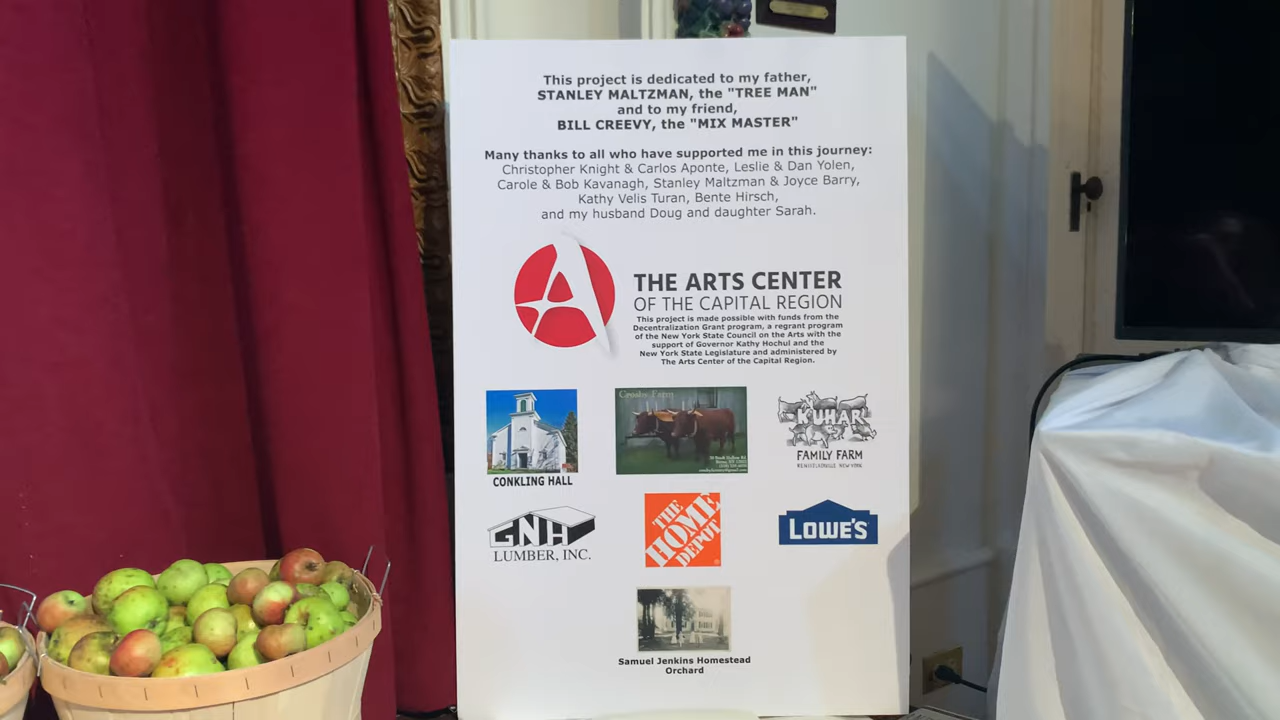 This project is dedicated to my father,
STANLEY MALTZMAN, the "TREE MAN"
and to my friend,
BILL CREEVY, the "MIX MASTER"
Many thanks to all who have supported me in this journey:
Christopher Knight & Carlos Aponte, Leslie & Dan Yolen,
Carole & Bob Kavanagh, Stanley Maltzman & Joyce Barry,
Kathy Velis Turan, Bente Hirsch,
and my husband Doug and daughter Sarah.
A
THE ARTS CENTER
OF THE CAPITAL REGION
This project is made possible with funds from the
Decentralization Grant program, a regrant program
of the New York State Council on the Arts with the
support of Governor Kathy Hochul and the
New York State Legislature and administered by
The Arts Center of the Capital Region.
CONKLING HALL
Crosby Farm
KUHAR
FAMILY FARM
RENSSELAERVILLE NEW YORK
GNH
LUMBER, INC.
THE
HOME
DEPOT
LOWE'S
Samuel Jenkins Homestead
Orchard